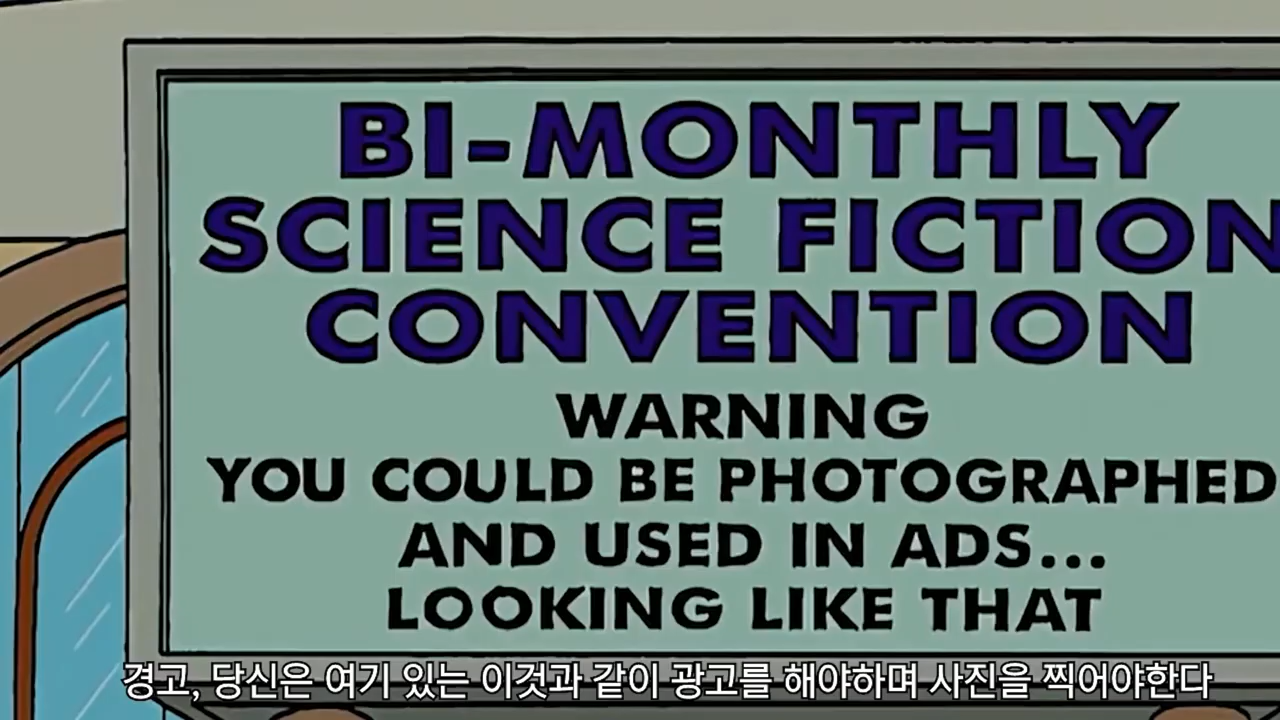 BI-MONTHLY
SCIENCE FICTION
CONVENTION
WARNING
YOU COULD BE PHOTOGRAPHED
AND USED IN ADS...
LOOKING LIKE THAT
경고, 당신은 여기 있는 이것과 같이 광고를 해야하며 사진을 찍어야한다